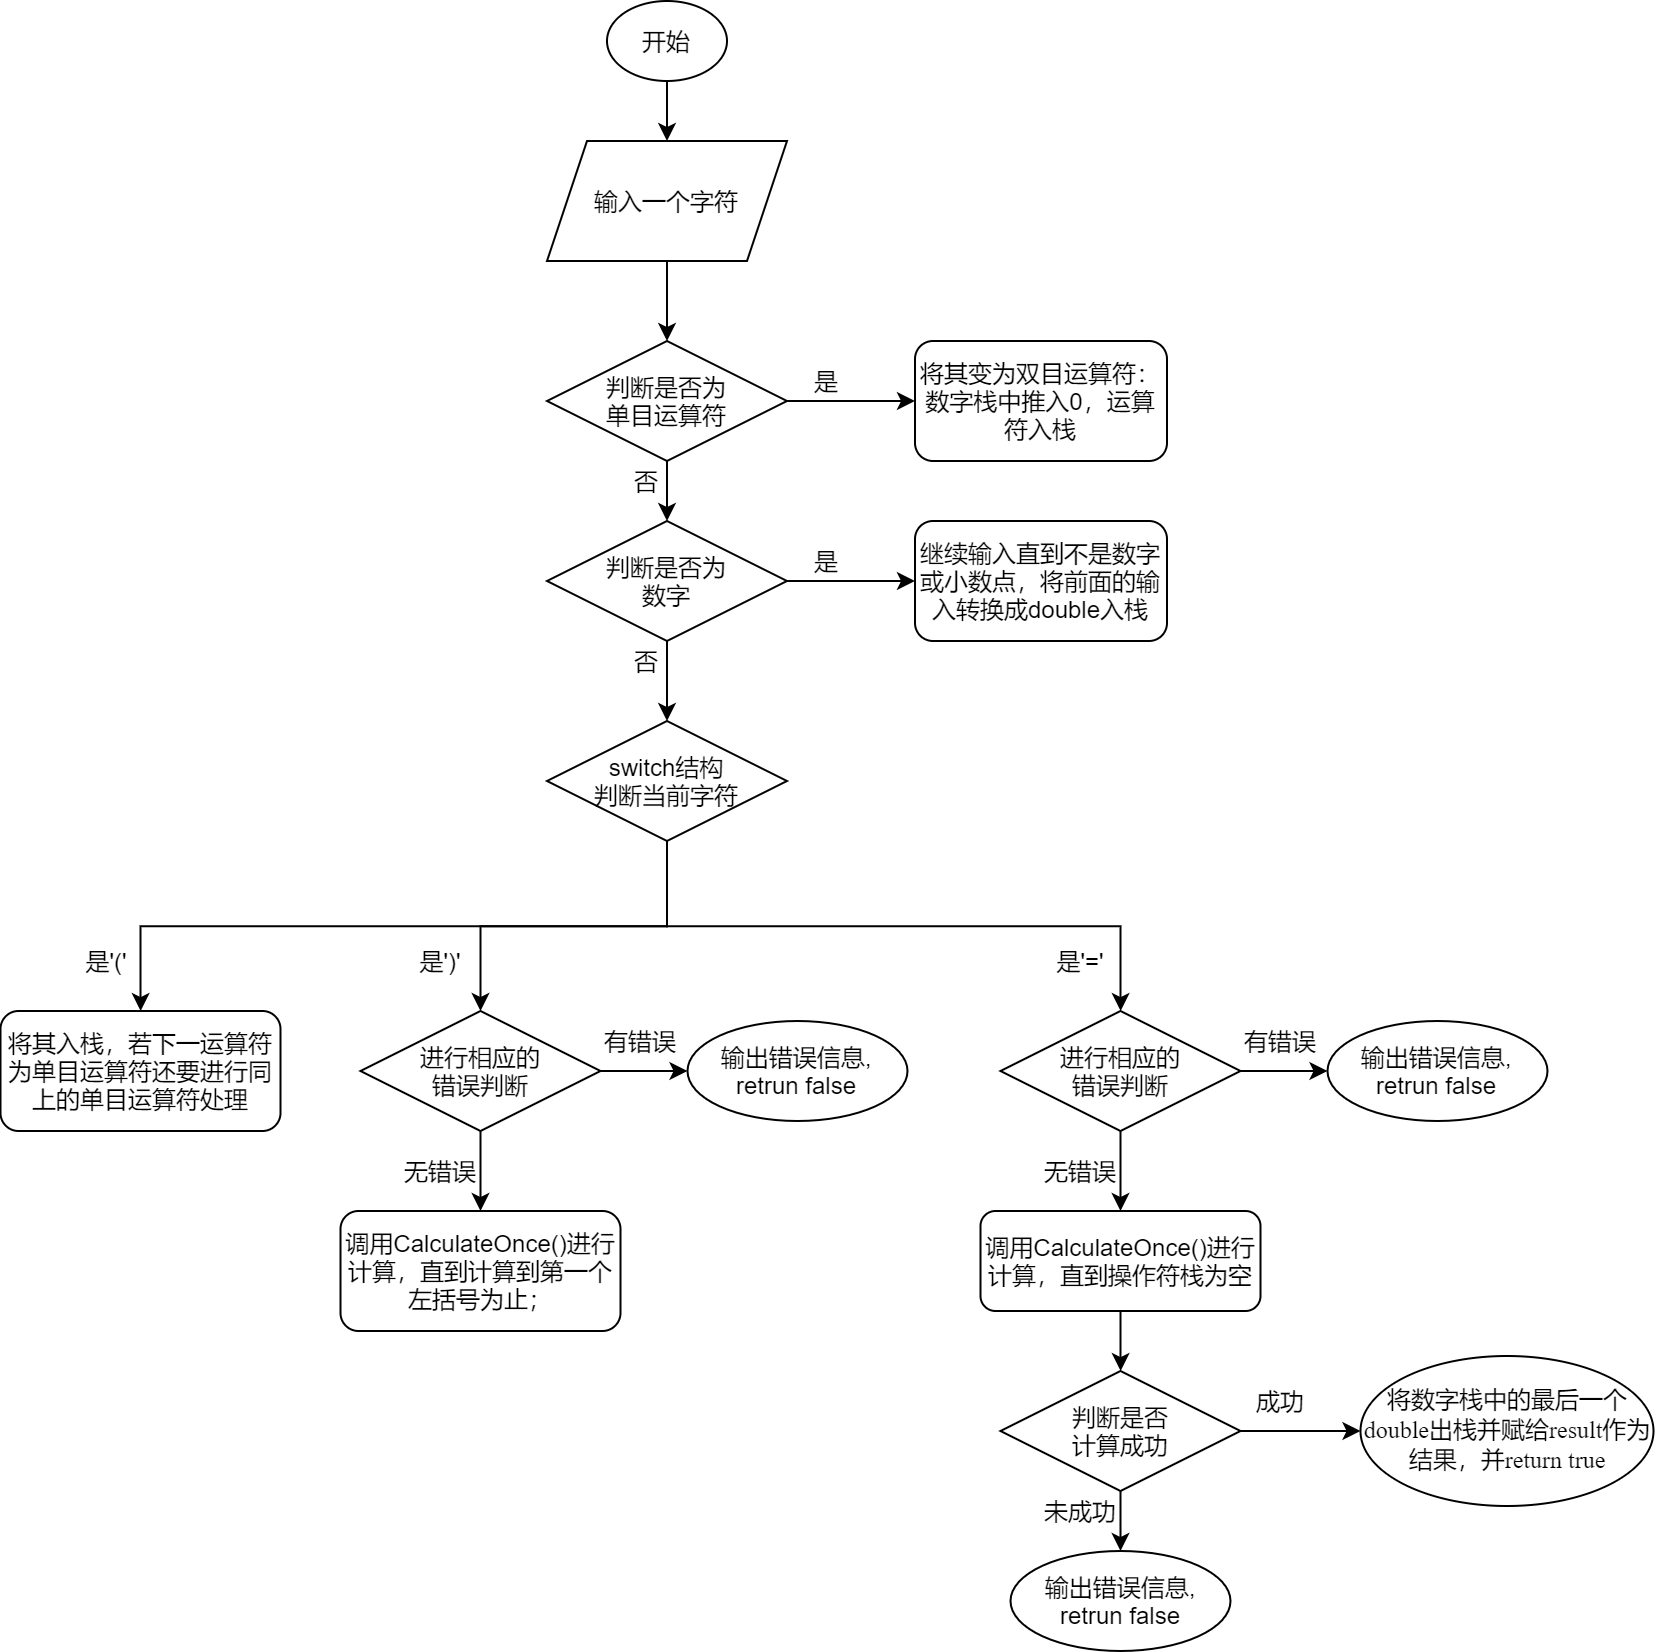 开始
输入一个字符
判断是否为
单目运算符
是
将其变为双目运算符：
数字栈中推入0，运算
符入栈
否
判断是否为
数字
是
继续输入直到不是数字
或小数点，将前面的输
入转换成double入栈
否
switch结构
判断当前字符
是'('
是')'
是'='
将其入栈，若下一运算符
为单目运算符还要进行同
上的单目运算符处理
进行相应的
错误判断
有错误
输出错误信息,
retrun false
进行相应的
错误判断
有错误
输出错误信息,
retrun false
无错误
无错误
调用CalculateOnce()进行
计算，直到计算到第一个
左括号为止；
调用CalculateOnce()进行
计算，直到操作符栈为空
判断是否
计算成功
成功
将数字栈中的最后一个
double出栈并赋给result作为
结果，并return true
未成功
输出错误信息,
retrun false